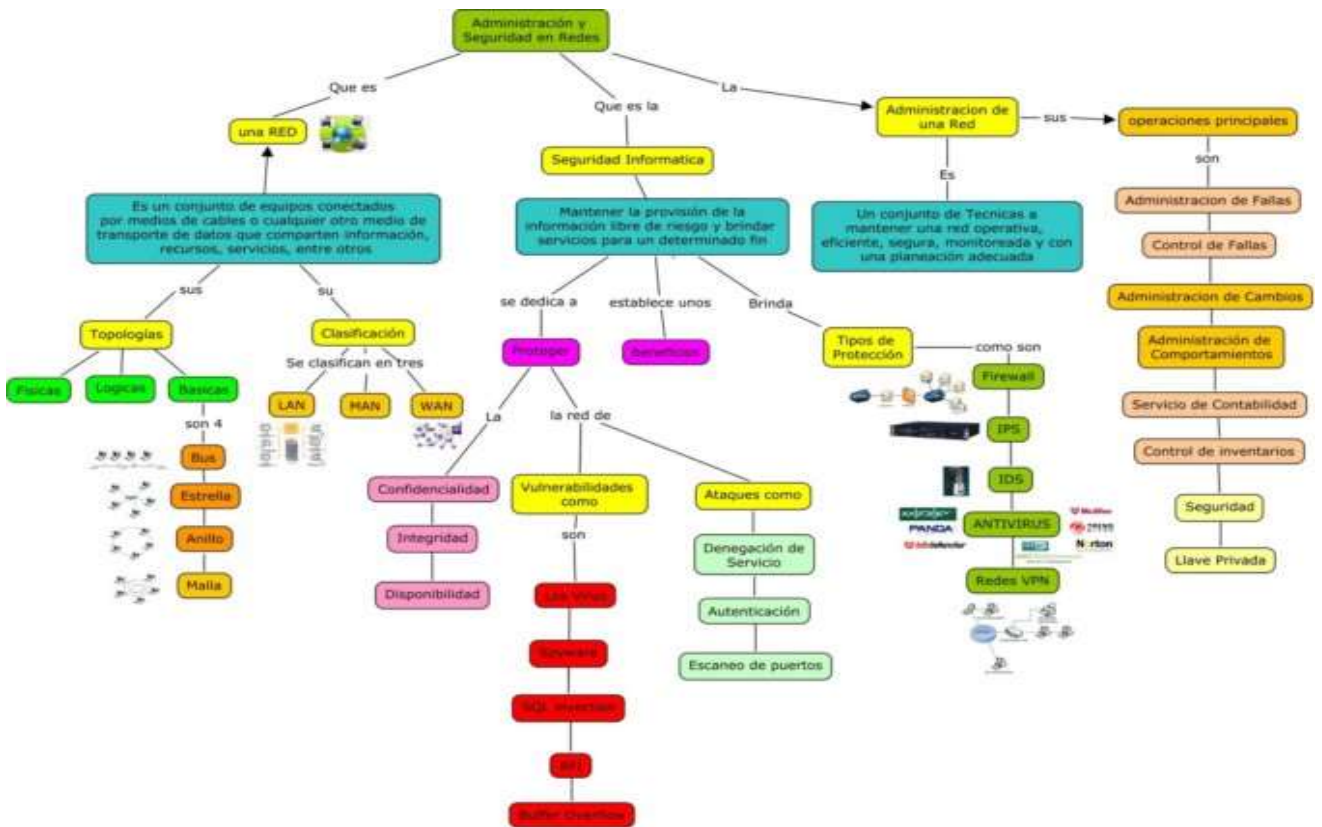 Administración y
Seguridad en Redes
Que es
Que es la
La
una RED
Administracion de
una Red
sus
operaciones principales
Seguridad Informatica
son
Es
Es un conjunto de equipos conectados
por medios de cables o cualquier otro medio de
transporte de datos que comparten información,
recursos, servicios, entre otros
Mantener la provisión de la
información libre de riesgo y brindar
servicios para un determinado fin
Un conjunto de Tecnicas a
mantener una red operativa,
eficiente, segura, monitoreada y con
una planeación adecuada
Administracion de Fallas
Control de Fallas
Administracion de Cambios
Administración de
Comportamientos
Servicio de Contabilidad
Control de inventarios
Seguridad
Llave Privada
sus
su
Topologías
Clasificación
Se clasifican en tres
Fisicas
Logicas
Basicas
LAN
MAN
WAN
son 4
Bus
Estrella
Anillo
Malla
se dedica a
establece unos
Brinda
Proteger
Beneficios
Tipos de
Protección
como son
Firewall
IPS
IDS
ANTIVIRUS
PANDA
McAfee
bitdefender
Norton
Redes VPN
La
la red de
Confidencialidad
Integridad
Disponibilidad
Vulnerabilidades
como
son
Los Virus
Spyware
SQL Inyection
Buffer Overflow
Ataques como
Denegación de
Servicio
Autenticación
Escaneo de puertos